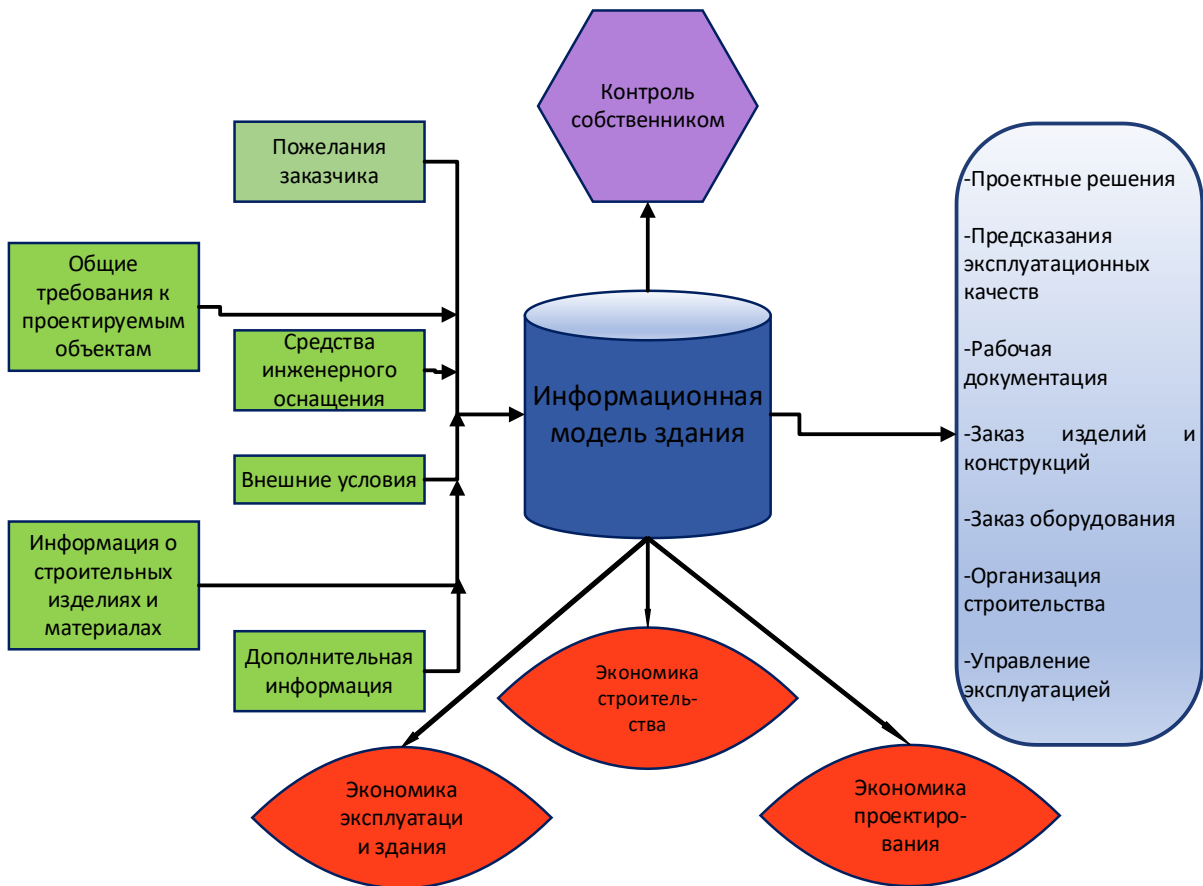 Контроль
собственником
Пожелания
заказчика
Общие
требования к
проектируемым
объектам
Средства
инженерного
оснащения
Внешние условия
Информация о
строительных
изделиях и
материалах
Дополнительная
информация
Информационная
модель здания
-Проектные решения
-Предсказания
эксплуатационных
качеств
-Рабочая
документация
-Заказ изделий и
конструкций
-Заказ оборудования
-Организация
строительства
-Управление
эксплуатацией
Экономика
строитель-
ства
Экономика
эксплуатаци
и здания
Экономика
проектиро-
вания